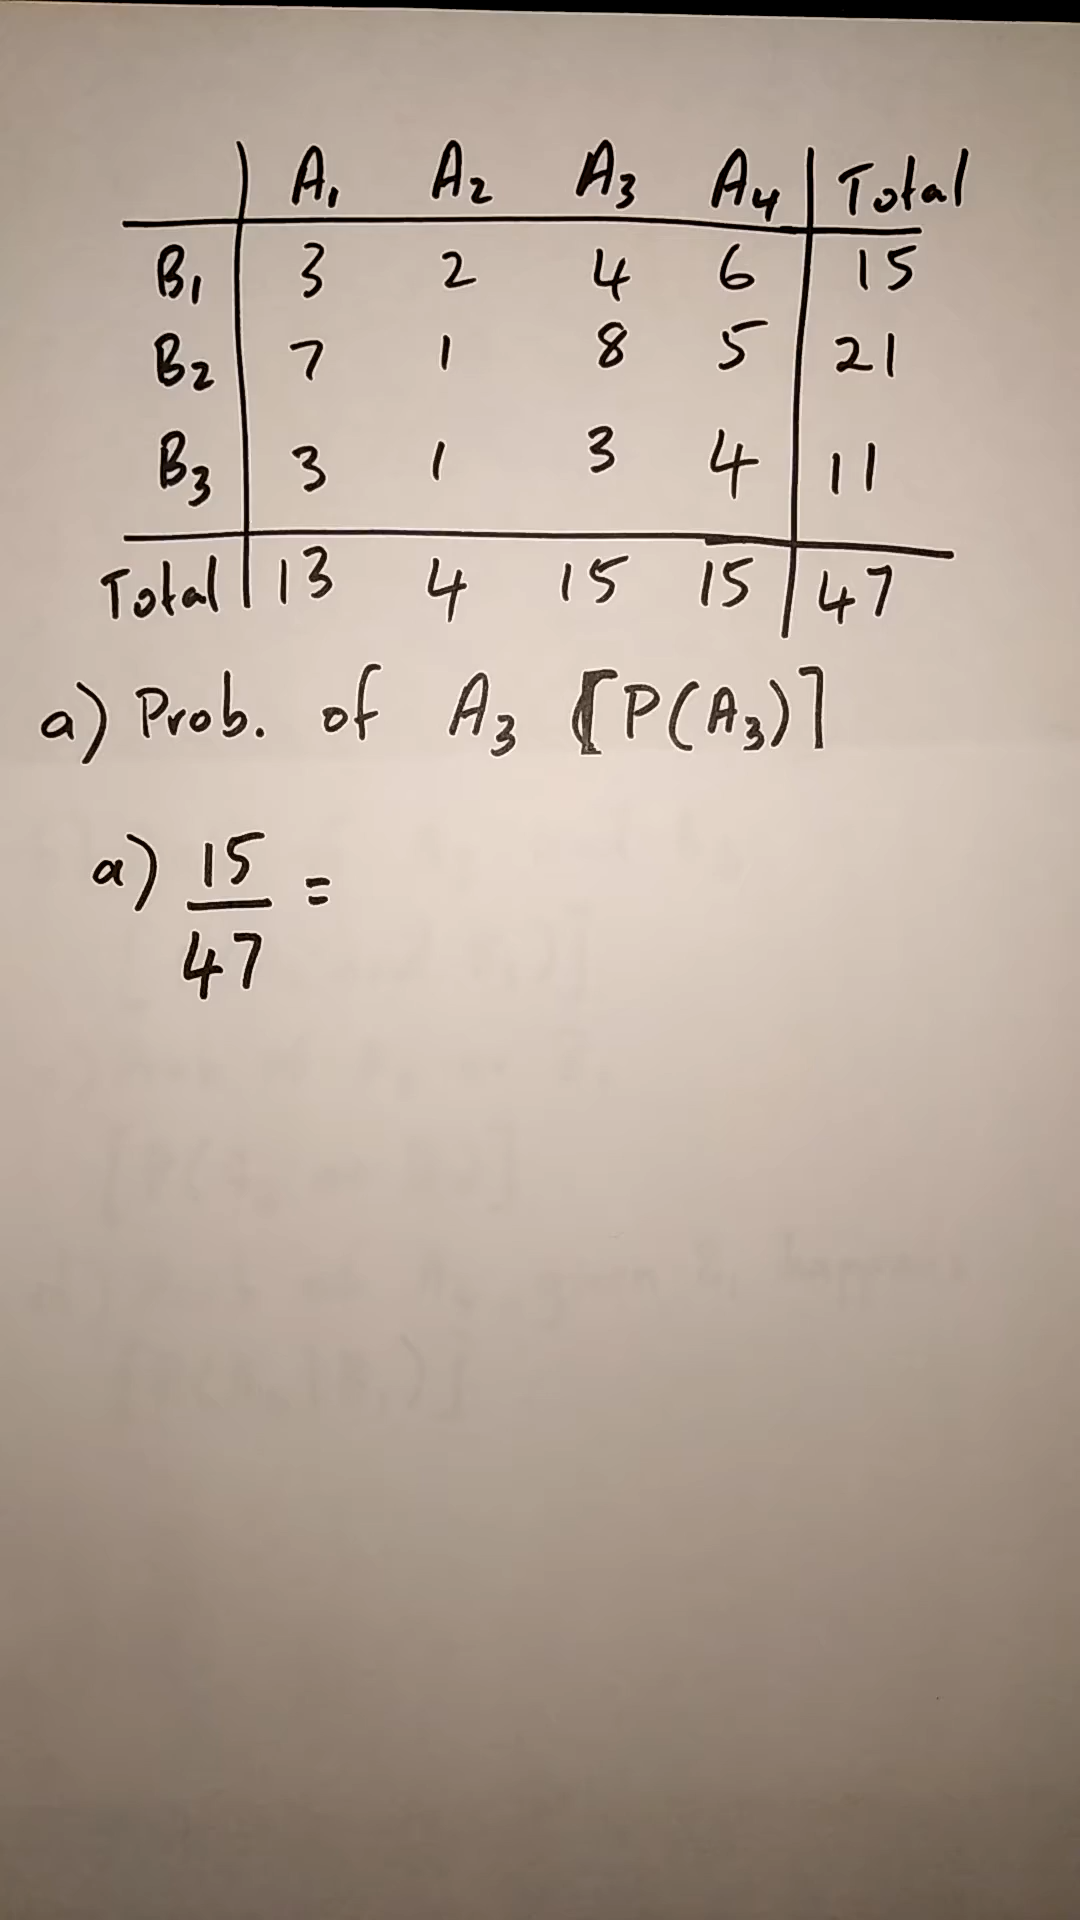 A₁ A₂ A₃ A₄ Total
B₁ 3 2 4 6 15
B₂ 7 1 8 5 21
B₃ 3 1 3 4 11
Total 13 4 15 15 47
a) Prob. of A₃ [P(A₃)]
a) 15/47 =